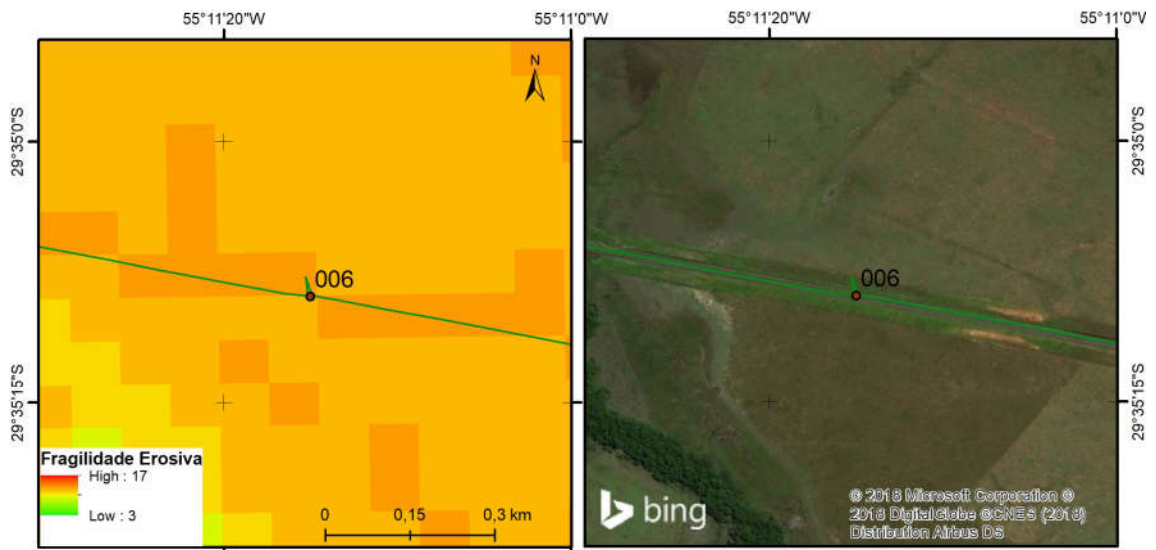 55°11'20"W
55°11'0"W
55°11'20"W
55°11'0"V
29°35'0"S
29°35'15"S
N
006
Fragilidade Erosiva
High : 17
Low : 3
0
0,15
0,3 km
006
bing
© 2018 Microsoft Corporation ©
2018 DigitalGlobe ©CNES (2018)
Distribution Airbus DS
29°35'0"S
29°35'15"S